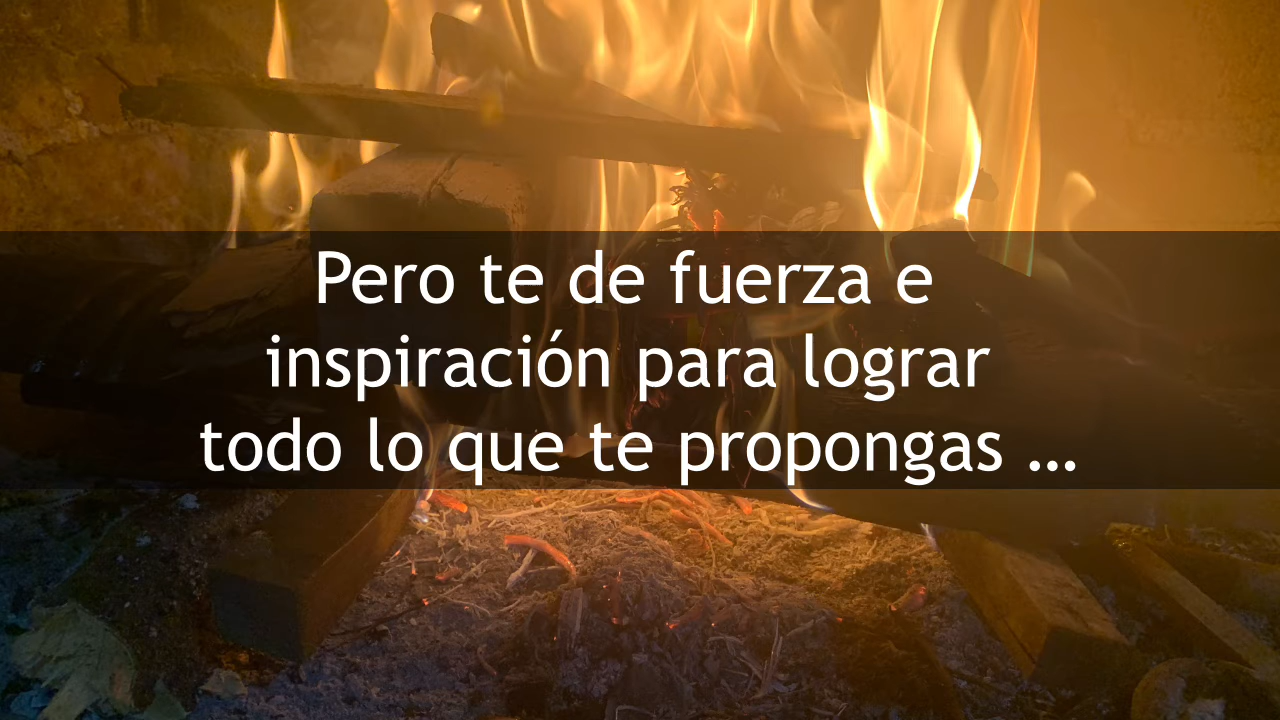 Pero te de fuerza e
inspiración para lograr
todo lo que te propongas ...